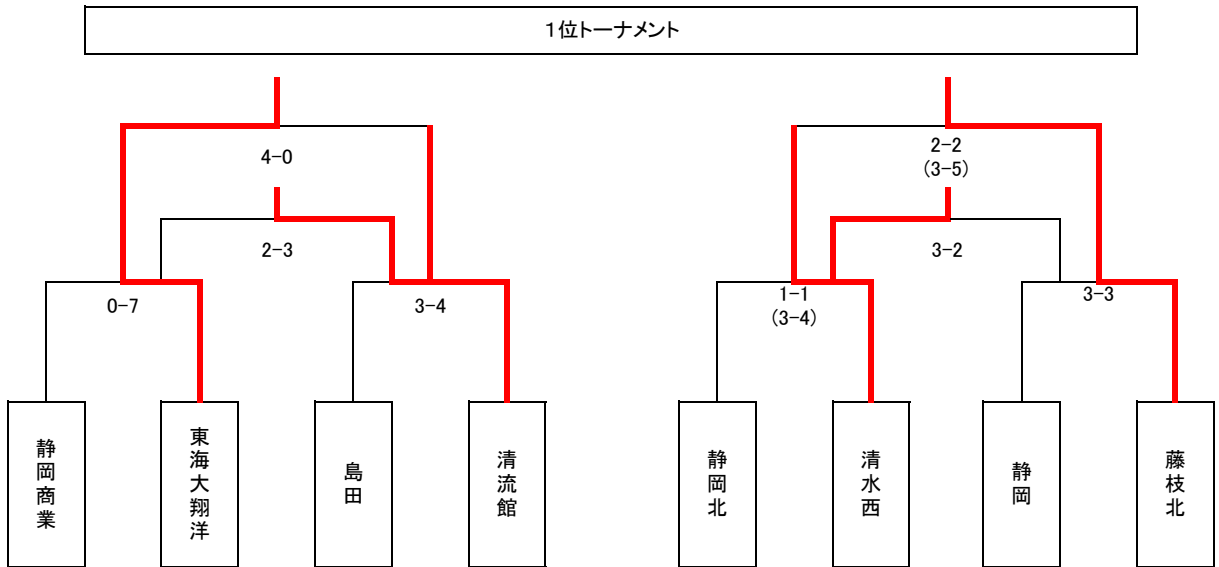 1位トーナメント
4-0
2-2
(3-5)
2-3
3-2
0-7
3-4
1-1
(3-4)
3-3
静岡商業
東海大翔洋
島田
清流館
静岡北
清水西
静岡
藤枝北